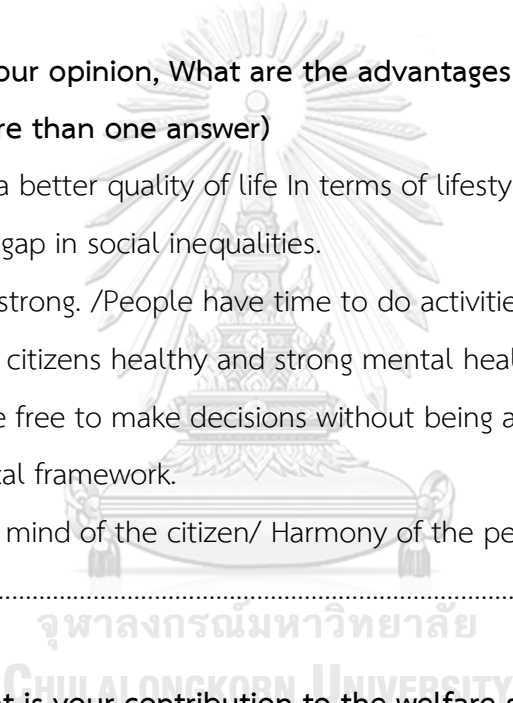 our opinion, What are the advantages
re than one answer)
a better quality of life In terms of lifesty
gap in social inequalities.
strong. /People have time to do activitie
citizens healthy and strong mental heal
e free to make decisions without being a
tal framework.
mind of the citizen/ Harmony of the pe
................................................................................
จุฬาลงกรณ์มหาวิทยาลัย
CHULALONGKORN UNIVERSITY
t is your contribution to the welfare s